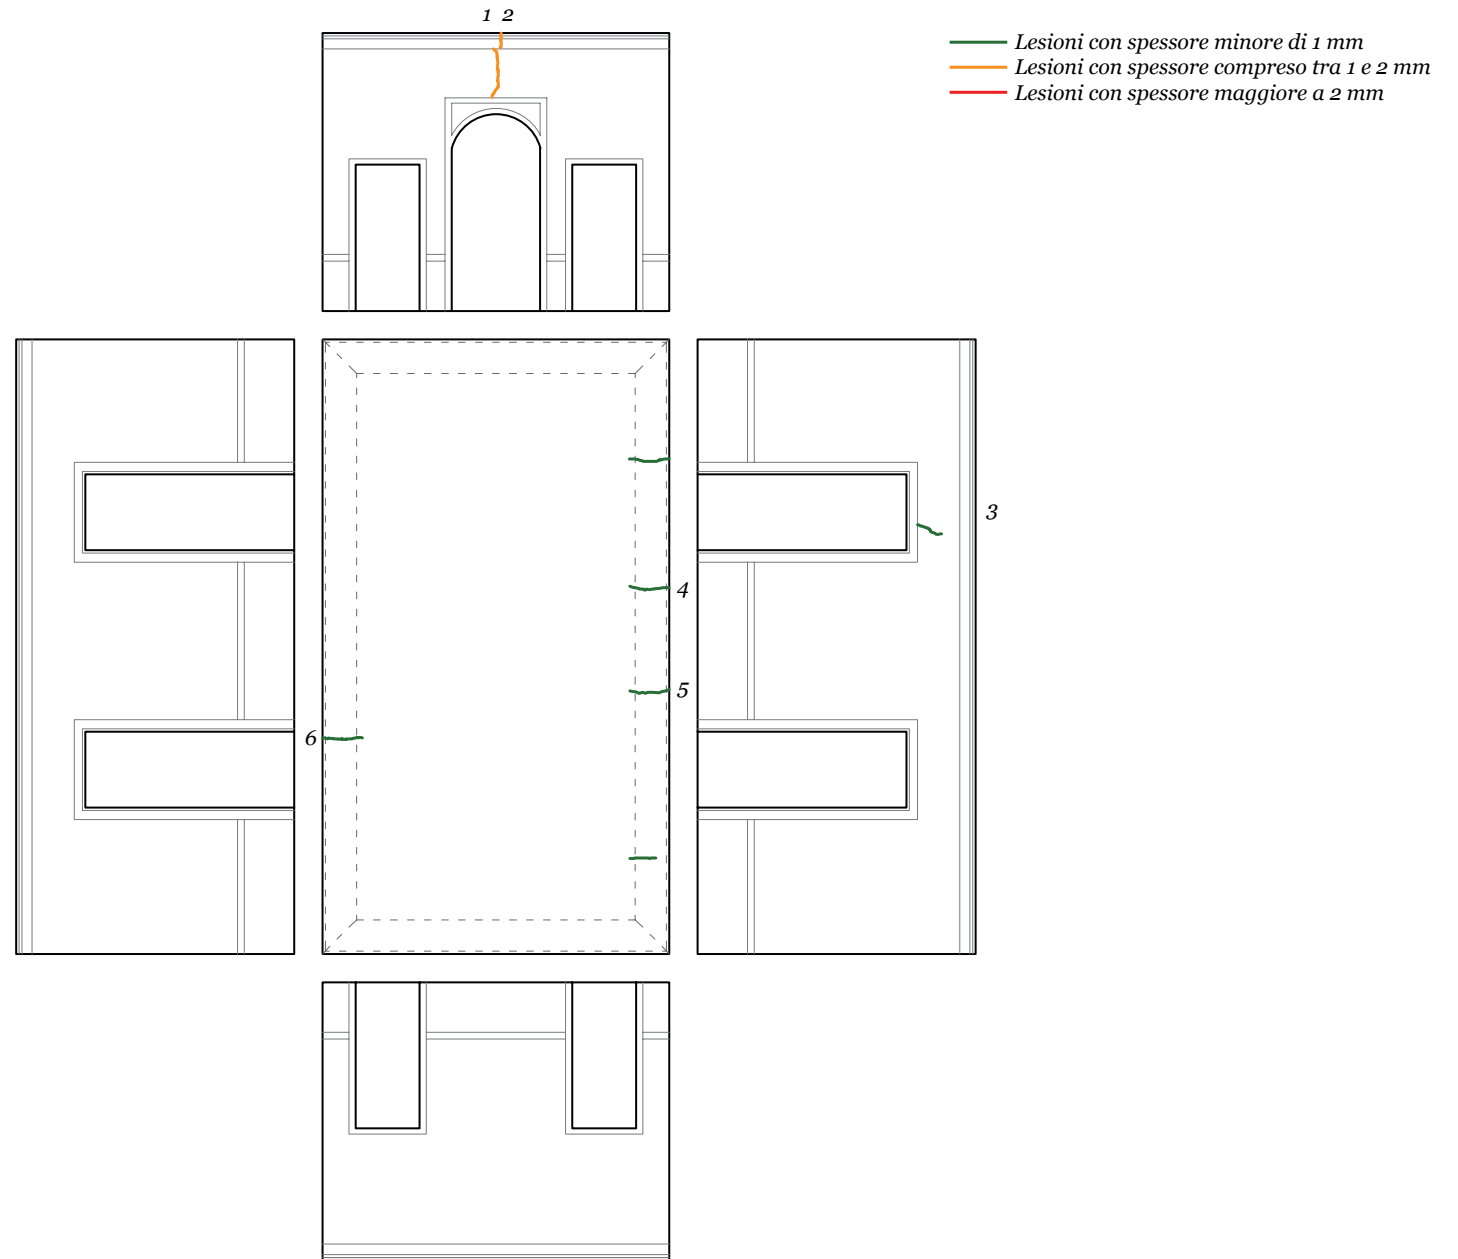 1 2
Lesioni con spessore minore di 1 mm
Lesioni con spessore compreso tra 1 e 2 mm
Lesioni con spessore maggiore a 2 mm
3
4
5
6